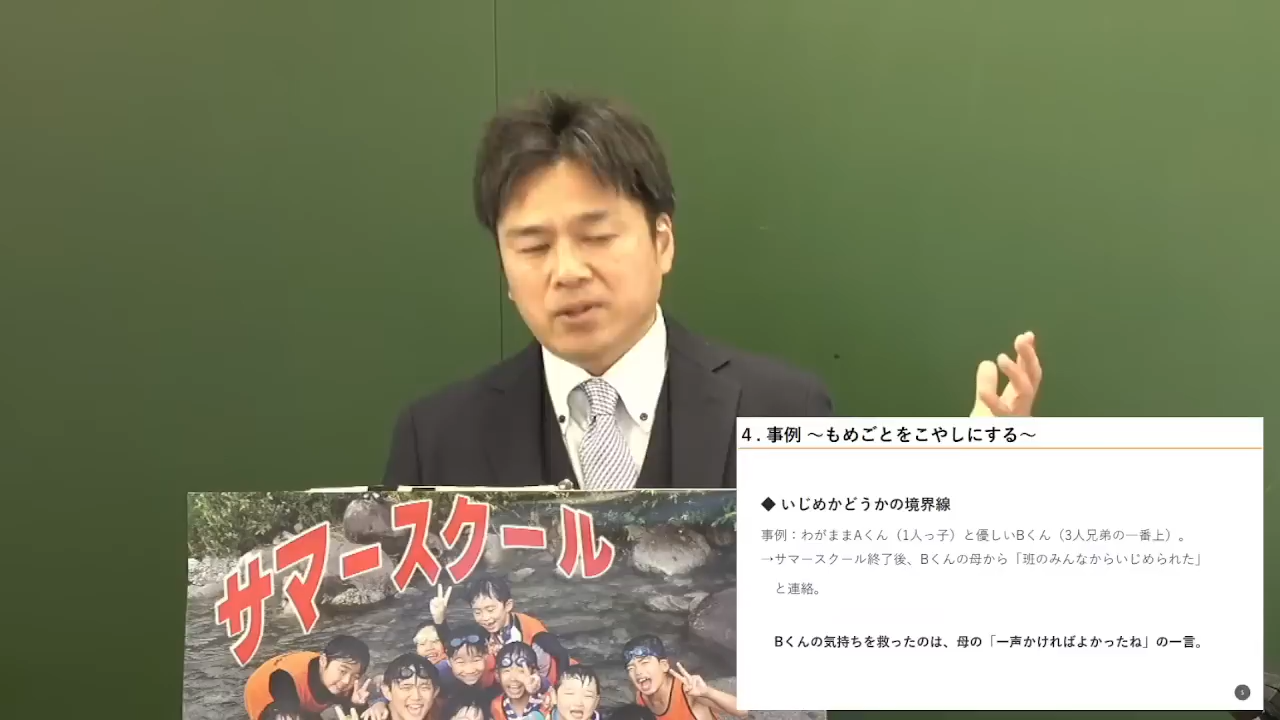 サマースクール
4. 事例 ～もめごとをこやしにする～
◆ いじめかどうかの境界線
事例：わがままAくん（1人っ子）と優しいBくん（3人兄弟の一番上）。
→サマースクール終了後、Bくんの母から「班のみんなからいじめられた」
と連絡。
Bくんの気持ちを救ったのは、母の「一声かければよかったね」の一言。